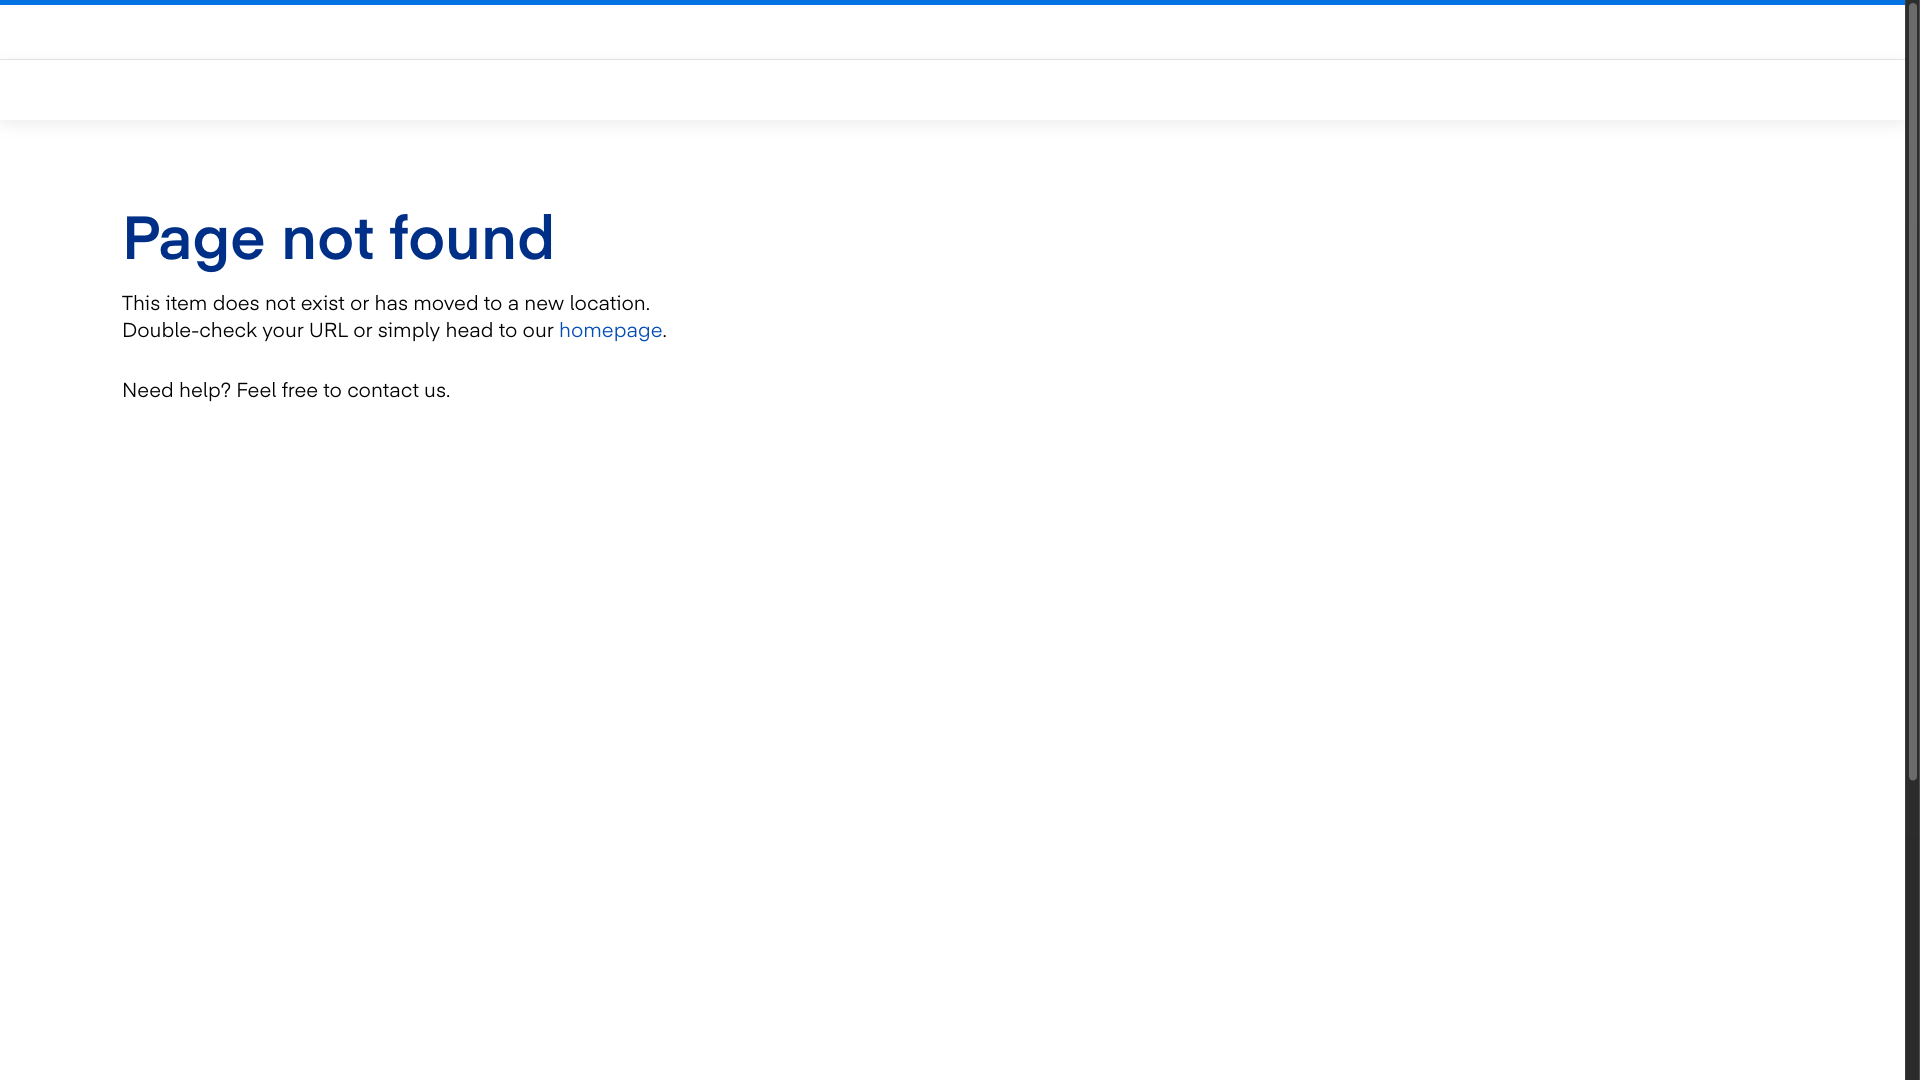 Page not found
This item does not exist or has moved to a new location.
Double-check your URL or simply head to our homepage.
Need help? Feel free to contact us.